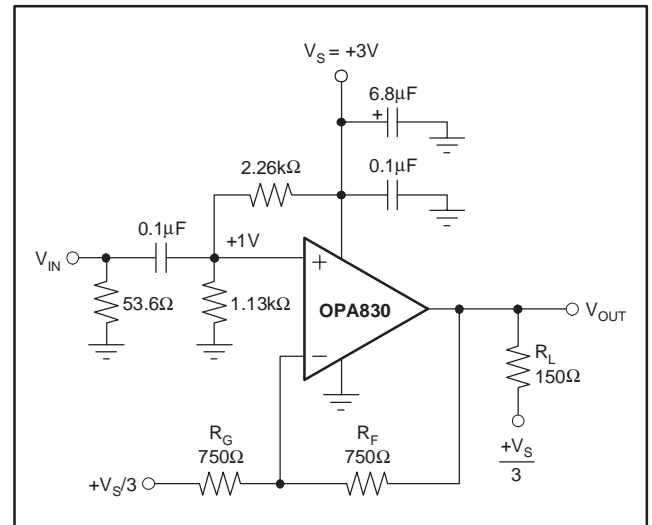 V_S = +3V
6.8μF
+
2.26kΩ
0.1μF
0.1μF
+1V
V_IN
+
53.6Ω
1.13kΩ
OPA830
V_OUT
−
R_L
150Ω
R_G
750Ω
R_F
750Ω
+V_S/3
+V_S
3